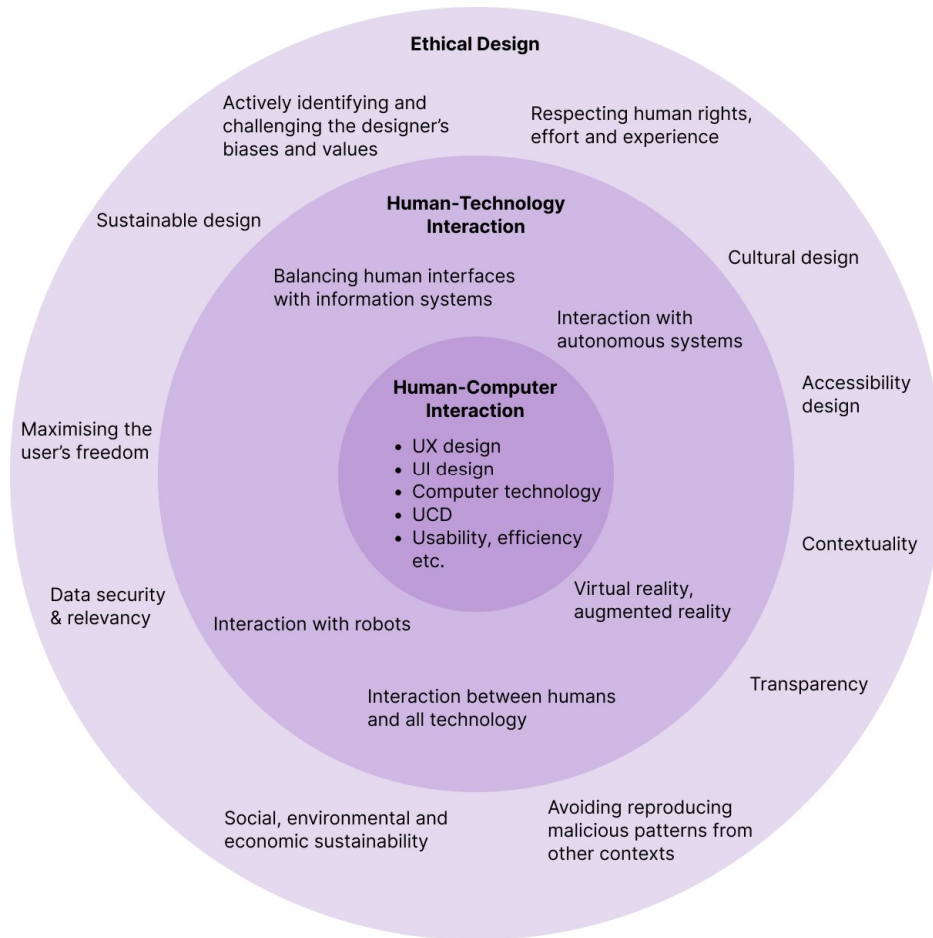 Ethical Design
Actively identifying and
challenging the designer's
biases and values
Respecting human rights,
effort and experience
Sustainable design
Cultural design
Accessibility
design
Maximising the
user's freedom
Contextuality
Data security
& relevancy
Transparency
Social, environmental and
economic sustainability
Avoiding reproducing
malicious patterns from
other contexts
Human-Technology
Interaction
Balancing human interfaces
with information systems
Interaction with
autonomous systems
Virtual reality,
augmented reality
Interaction with robots
Interaction between humans
and all technology
Human-Computer
Interaction
• UX design
• UI design
• Computer technology
• UCD
• Usability, efficiency
etc.